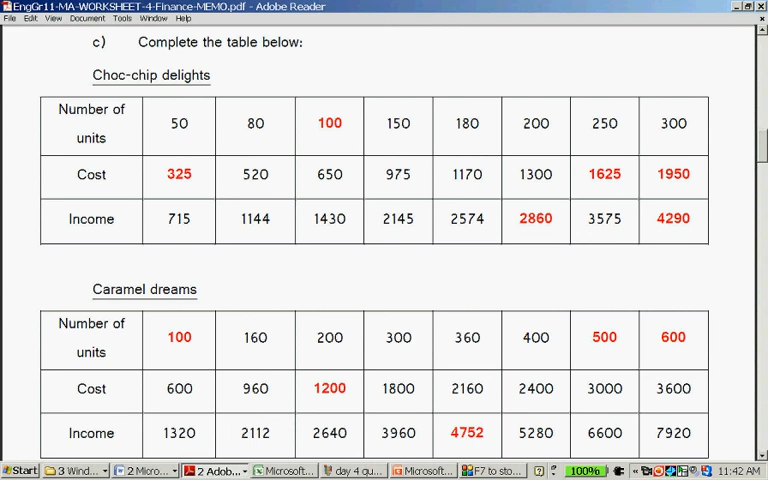 EngGr11-MA-WORKSHEET-4-Finance-MEMO.pdf - Adobe Reader
File Edit View Document Tools Window Help
c) Complete the table below:
Choc-chip delights
Number of units 50 80 100 150 180 200 250 300
Cost 325 520 650 975 1170 1300 1625 1950
Income 715 1144 1430 2145 2574 2860 3575 4290
Caramel dreams
Number of units 100 160 200 300 360 400 500 600
Cost 600 960 1200 1800 2160 2400 3000 3600
Income 1320 2112 2640 3960 4752 5280 6600 7920
Start 3 Wind... 2 Micro... 2 Adob... Microsoft... day 4 qu... Microsoft... F7 to sto... 100% 11:42 AM